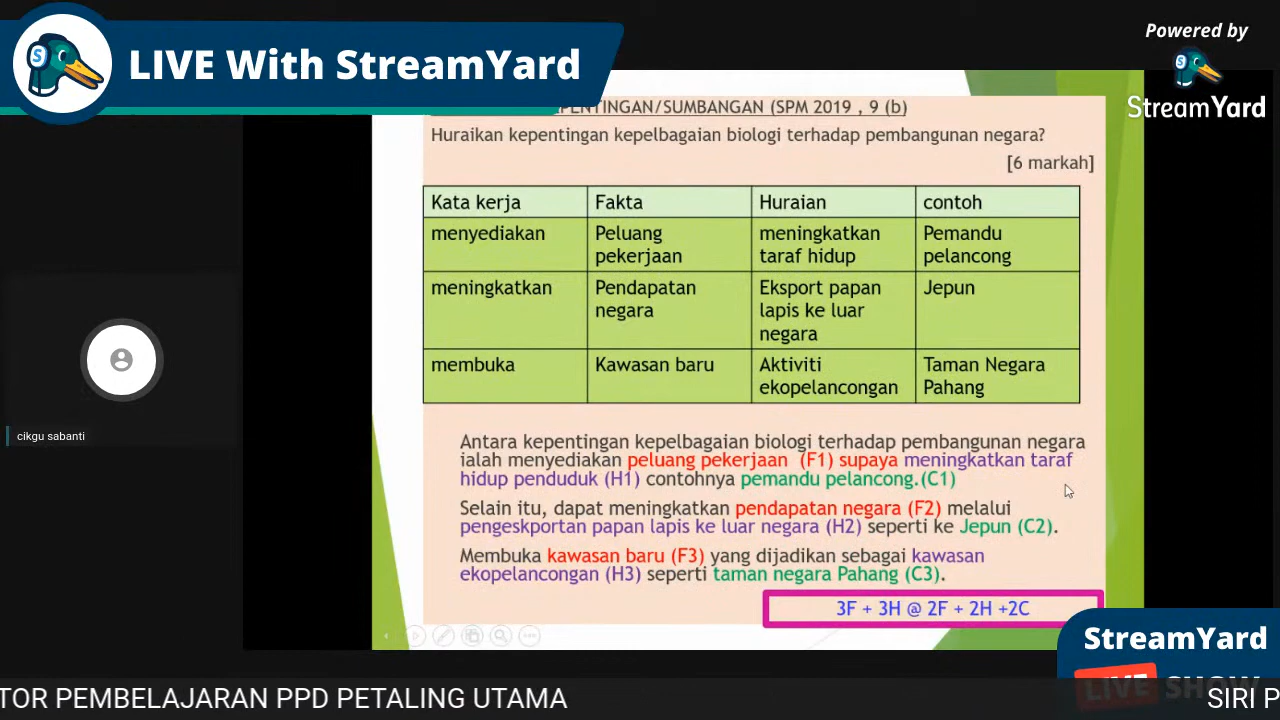 LIVE With StreamYard
Powered by
StreamYard
PENTINGAN/SUMBANGAN (SPM 2019 , 9 (b)
Huraikan kepentingan kepelbagaian biologi terhadap pembangunan negara?
[6 markah]
Kata kerja Fakta Huraian contoh
menyediakan Peluang pekerjaan meningkatkan taraf hidup Pemandu pelancong
meningkatkan Pendapatan negara Eksport papan lapis ke luar negara Jepun
membuka Kawasan baru Aktiviti ekopelancongan Taman Negara Pahang
Antara kepentingan kepelbagaian biologi terhadap pembangunan negara
ialah menyediakan peluang pekerjaan (F1) supaya meningkatkan taraf
hidup penduduk (H1) contohnya pemandu pelancong.(C1)
Selain itu, dapat meningkatkan pendapatan negara (F2) melalui
pengeskportan papan lapis ke luar negara (H2) seperti ke Jepun (C2).
Membuka kawasan baru (F3) yang dijadikan sebagai kawasan
ekopelancongan (H3) seperti taman negara Pahang (C3).
3F + 3H @ 2F + 2H +2C
cikgu sabanti
StreamYard
LIVE SHOW
TOR PEMBELAJARAN PPD PETALING UTAMA
SIRI P